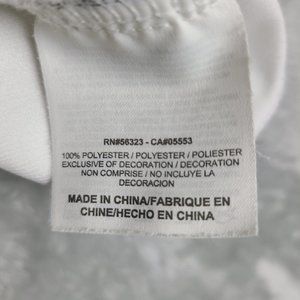 RN#56323 - CA#05553
100% POLYESTER / POLYESTER / POLIESTER
EXCLUSIVE OF DECORATION / DECORATION
NON COMPRISE / NO INCLUYE LA
DECORACION
MADE IN CHINA/FABRIQUE EN
CHINE/HECHO EN CHINA